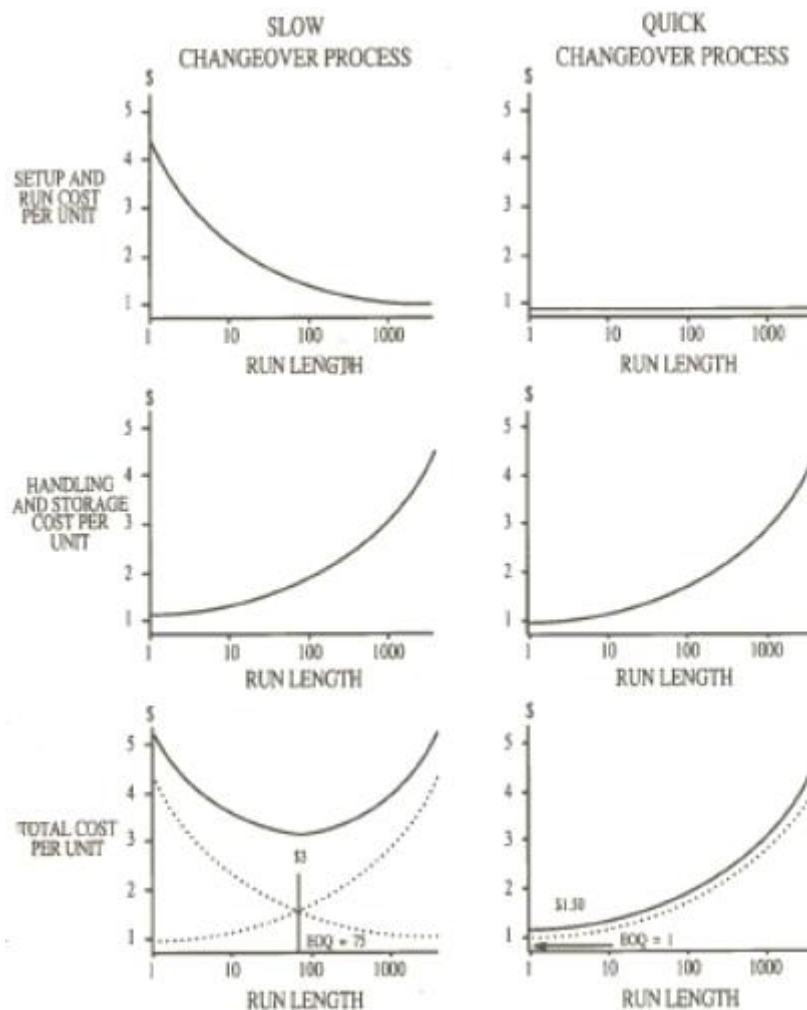 SLOW
CHANGEOVER PROCESS
QUICK
CHANGEOVER PROCESS
SETUP AND
RUN COST
PER UNIT
$
5
4
3
2
1
1 10 100 1000
RUN LENGTH
$
5
4
3
2
1
1 10 100 1000
RUN LENGTH
HANDLING
AND STORAGE
COST PER
UNIT
$
5
4
3
2
1
1 10 100 1000
RUN LENGTH
$
5
4
3
2
1
1 10 100 1000
RUN LENGTH
TOTAL COST
PER UNIT
$
5
4
3
2
1
$3
EOQ = 75
1 10 100 1000
RUN LENGTH
$
5
4
3
2
1
$1.50
EOQ = 1
1 10 100 1000
RUN LENGTH